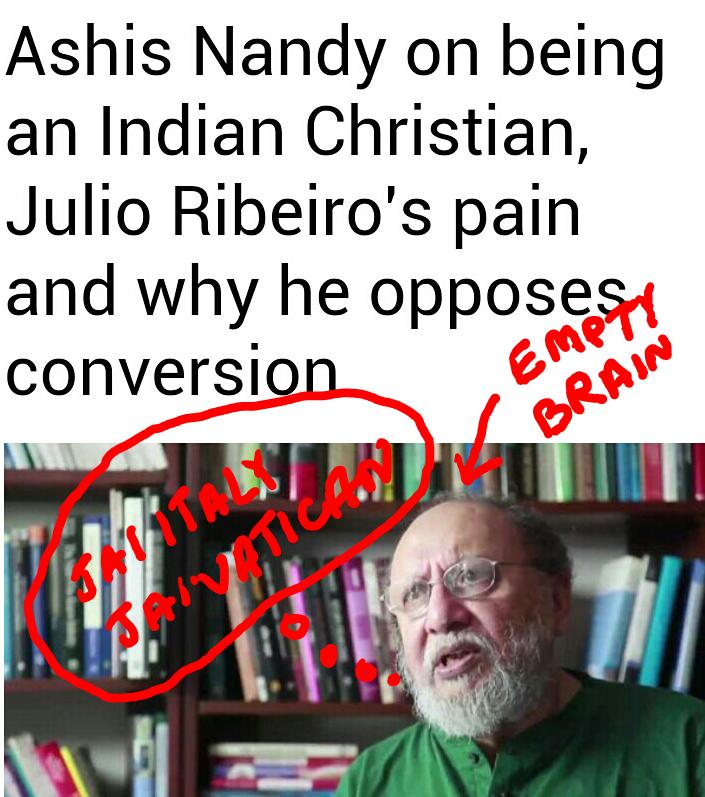 Ashis Nandy on being
an Indian Christian,
Julio Ribeiro's pain
and why he opposes
conversion
EMPTY
BRAIN
JAI ITALY
JAI VATICAN